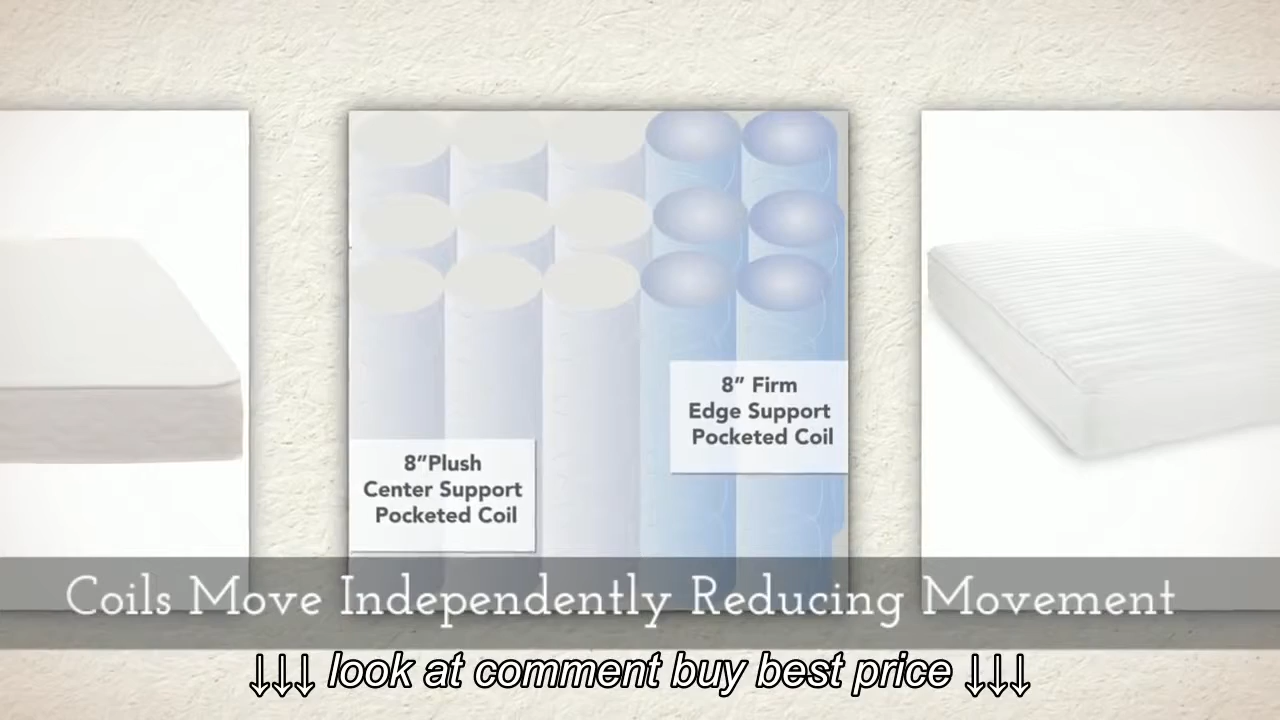 8” Firm
Edge Support
Pocketed Coil
8”Plush
Center Support
Pocketed Coil
Coils Move Independently Reducing Movement
↓↓↓ look at comment buy best price ↓↓↓